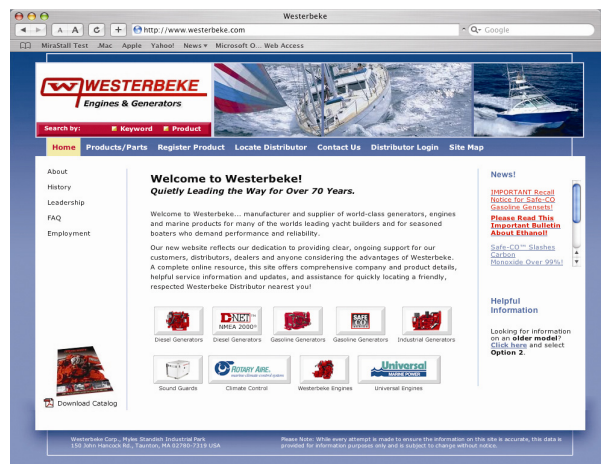 Westerbeke
A A
http://www.westerbeke.com
Google
MiraStall Test .Mac Apple Yahoo! News Microsoft O... Web Access
WESTERBEKE
Engines & Generators
Search by: Keyword Product
Home Products/Parts Register Product Locate Distributor Contact Us Distributor Login Site Map
About
History
Leadership
FAQ
Employment
Welcome to Westerbeke!
Quietly Leading the Way for Over 70 Years.
Welcome to Westerbeke... manufacturer and supplier of world-class generators, engines
and marine products for many of the worlds leading yacht builders and for seasoned
boaters who demand performance and reliability.
Our new website reflects our dedication to providing clear, ongoing support for our
customers, distributors, dealers and anyone considering the advantages of Westerbeke.
A complete online resource, this site offers comprehensive company and product details,
helpful service information and updates, and assistance for quickly locating a friendly,
respected Westerbeke Distributor nearest you!
D-NET™
NMEA 2000®
SAFE
Diesel Generators Diesel Generators Gasoline Generators Gasoline Generators Industrial Generators
ROTARY AIRE.
Universal
MARINE POWER
Sound Guards Climate Control Westerbeke Engines Universal Engines
Download Catalog
News!
IMPORTANT Recall
Notice for Safe-CO
Gasoline Gensets!
Please Read This
Important Bulletin
About Ethanol!
Safe-CO™ Slashes
Carbon
Monoxide Over 99%!
Helpful
Information
Looking for information
on an older model?
Click here and select
Option 2.
Westerbeke Corp., Myles Standish Industrial Park
150 John Hancock Rd., Taunton, MA 02780-7319 USA
Please Note: While every attempt is made to ensure the information on this site is accurate, this data is
provided for information purposes only and is subject to change without notice.